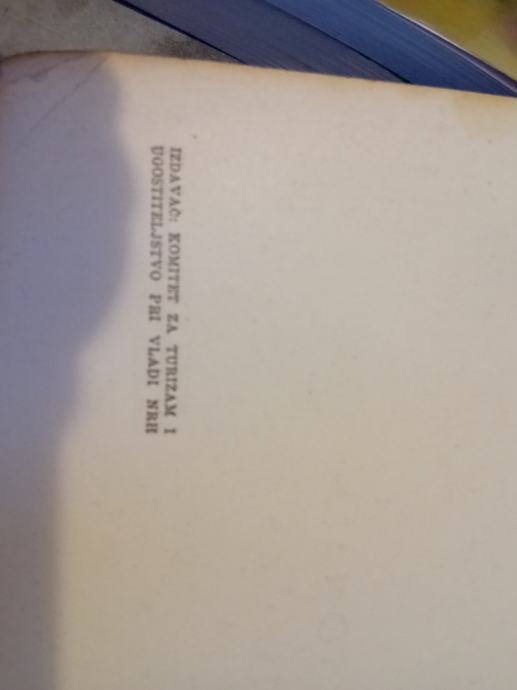 IZDAVAČ: KOMITET ZA TURIZAM I
UGOSTITELJSTVO PRI VLADI NRH